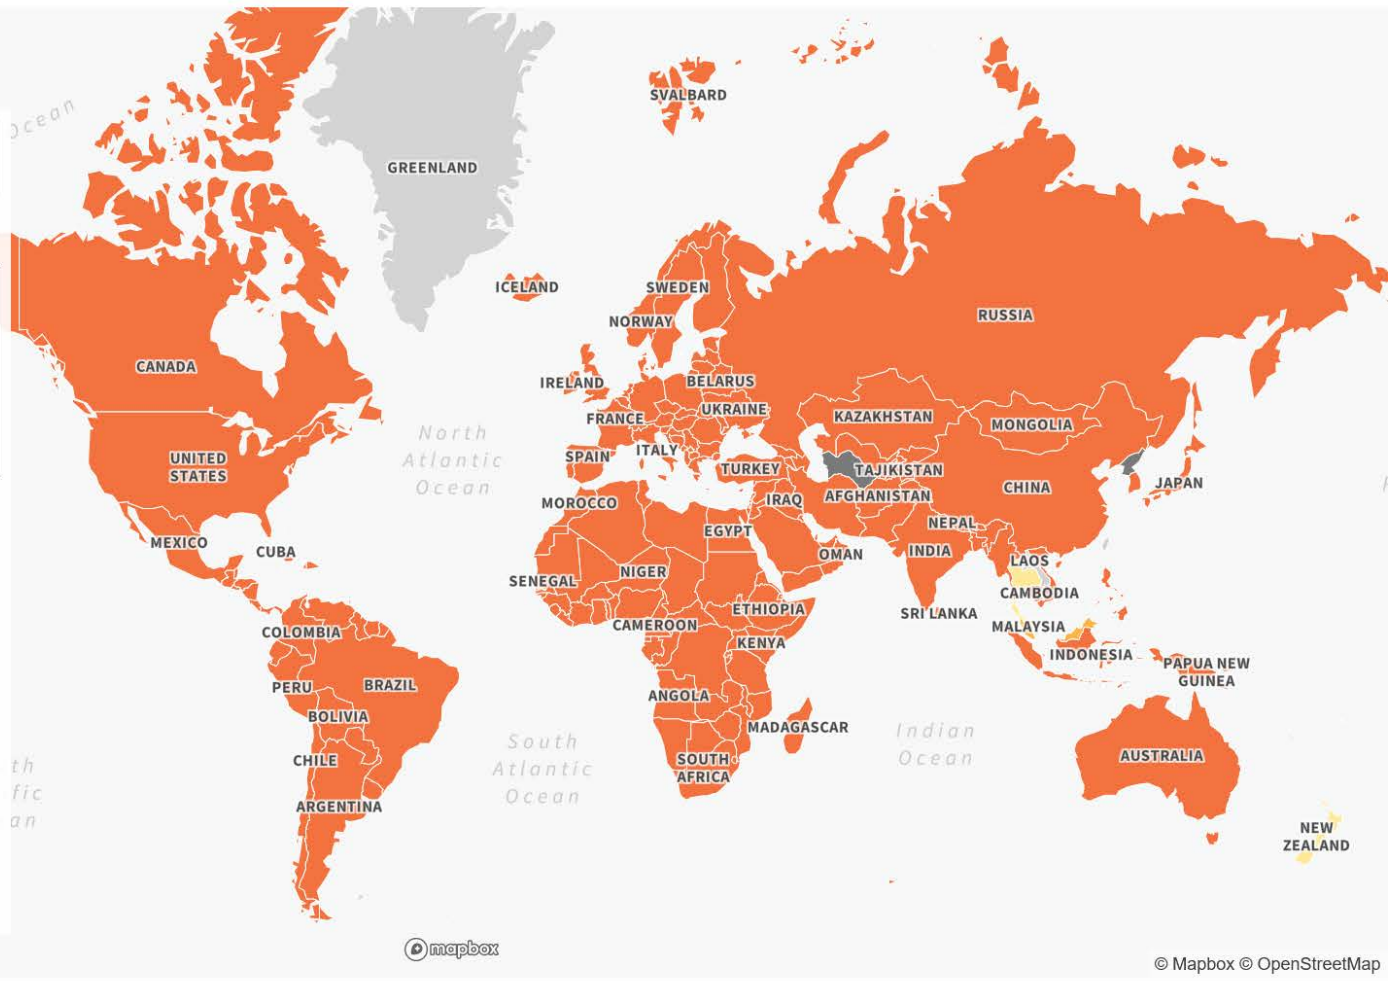 Ocean
SVALBARD
GREENLAND
ICELAND
SWEDEN
NORWAY
RUSSIA
CANADA
IRELAND
BELARUS
UKRAINE
FRANCE
KAZAKHSTAN
MONGOLIA
North
Atlantic
Ocean
ITALY
SPAIN
UNITED
STATES
TURKEY
TAJIKISTAN
CHINA
JAPAN
AFGHANISTAN
MOROCCO
IRAQ
NEPAL
EGYPT
MEXICO
CUBA
OMAN
INDIA
LAOS
NIGER
SENEGAL
CAMBODIA
ETHIOPIA
SRI LANKA
CAMEROON
MALAYSIA
COLOMBIA
KENYA
INDONESIA
PAPUA NEW
GUINEA
PERU
BRAZIL
ANGOLA
BOLIVIA
MADAGASCAR
Indian
Ocean
South
Atlantic
Ocean
AUSTRALIA
CHILE
SOUTH
AFRICA
th
fic
an
ARGENTINA
NEW
ZEALAND
mapbox
© Mapbox © OpenStreetMap